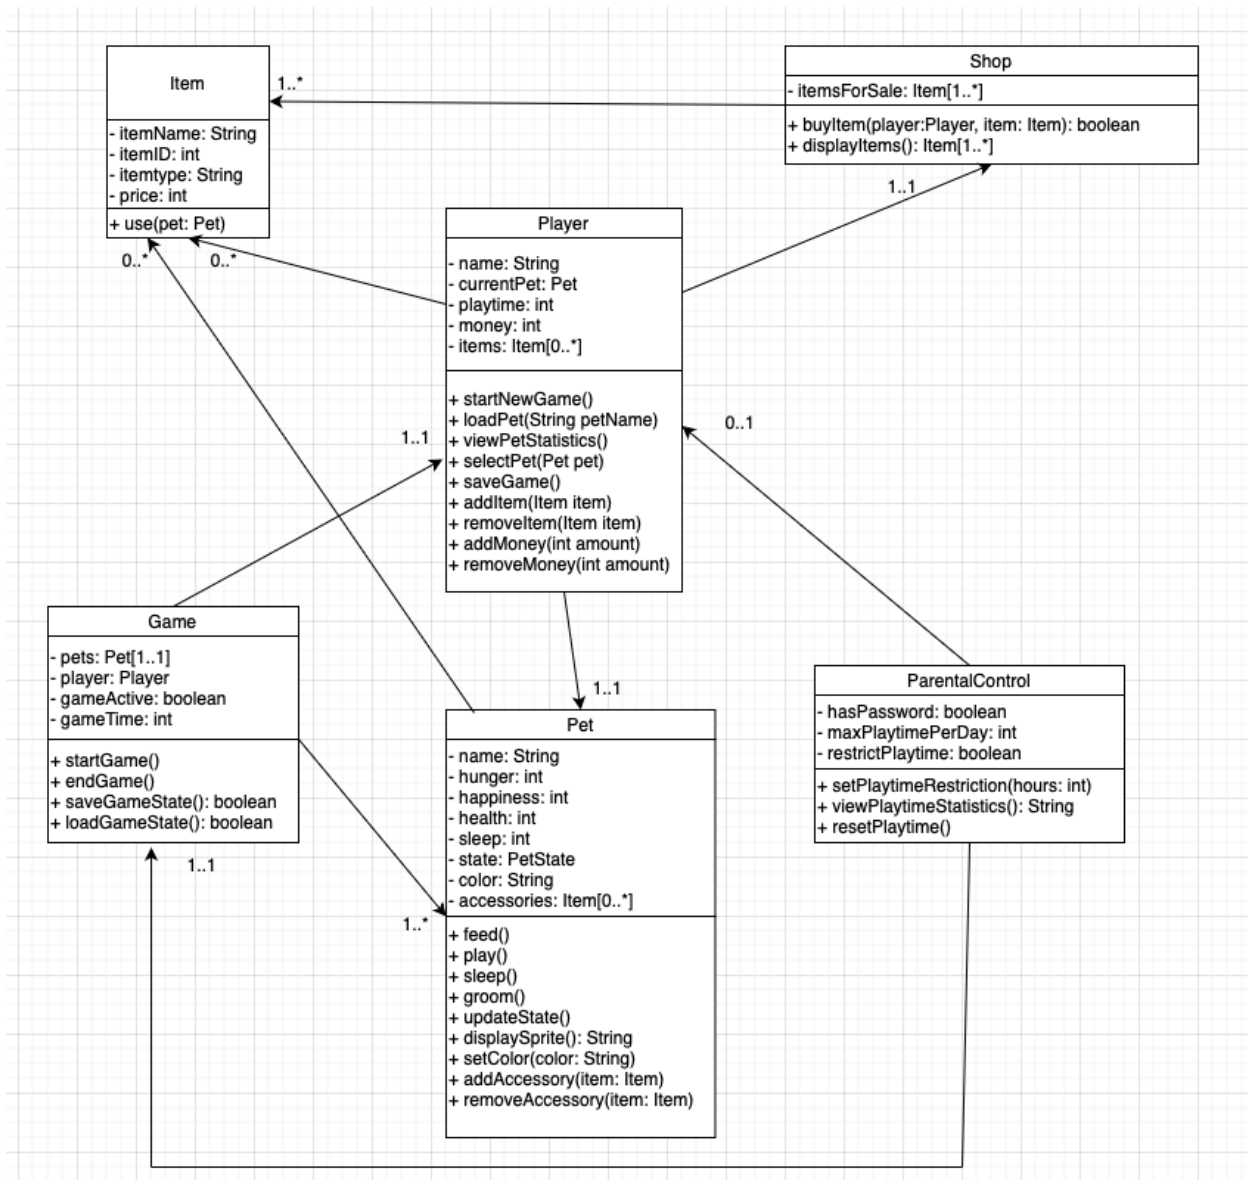 Item
- itemName: String
- itemID: int
- itemtype: String
- price: int
+ use(pet: Pet)
1..*
Shop
- itemsForSale: Item[1..*]
+ buyItem(player:Player, item: Item): boolean
+ displayItems(): Item[1..*]
1..1
0..*
0..*
Player
- name: String
- currentPet: Pet
- playtime: int
- money: int
- items: Item[0..*]
+ startNewGame()
+ loadPet(String petName)
+ viewPetStatistics()
+ selectPet(Pet pet)
+ saveGame()
+ addItem(Item item)
+ removeItem(Item item)
+ addMoney(int amount)
+ removeMoney(int amount)
1..1
0..1
Game
- pets: Pet[1..1]
- player: Player
- gameActive: boolean
- gameTime: int
+ startGame()
+ endGame()
+ saveGameState(): boolean
+ loadGameState(): boolean
1..1
1..*
1..1
Pet
- name: String
- hunger: int
- happiness: int
- health: int
- sleep: int
- state: PetState
- color: String
- accessories: Item[0..*]
+ feed()
+ play()
+ sleep()
+ groom()
+ updateState()
+ displaySprite(): String
+ setColor(color: String)
+ addAccessory(item: Item)
+ removeAccessory(item: Item)
ParentalControl
- hasPassword: boolean
- maxPlaytimePerDay: int
- restrictPlaytime: boolean
+ setPlaytimeRestriction(hours: int)
+ viewPlaytimeStatistics(): String
+ resetPlaytime()